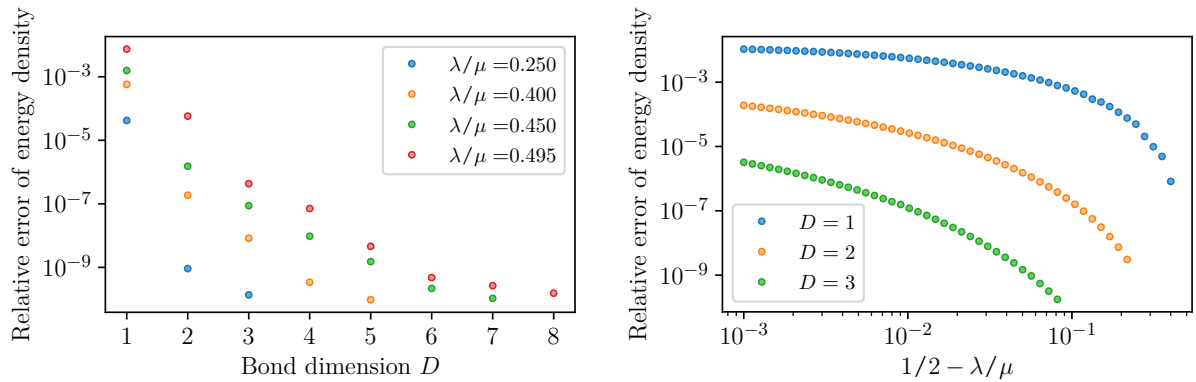 Relative error of energy density
10⁻³
10⁻⁵
10⁻⁷
10⁻⁹
1 2 3 4 5 6 7 8
Bond dimension D
λ/μ =0.250
λ/μ =0.400
λ/μ =0.450
λ/μ =0.495
Relative error of energy density
10⁻³
10⁻⁵
10⁻⁷
10⁻⁹
D = 1
D = 2
D = 3
10⁻³ 10⁻² 10⁻¹
1/2 − λ/μ